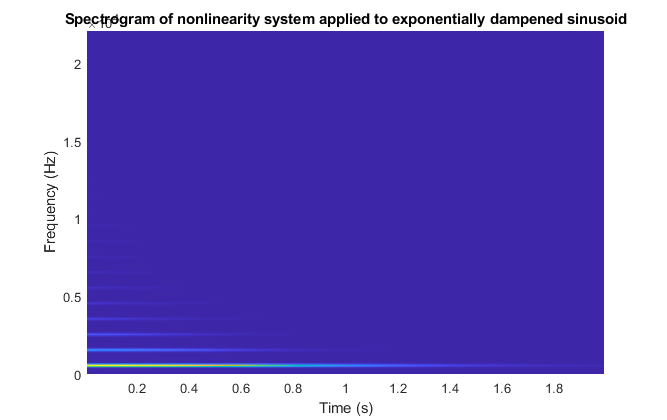 Spectrogram of nonlinearity system applied to exponentially dampened sinusoid
2
1.5
1
0.5
0
Frequency (Hz)
0.2 0.4 0.6 0.8 1 1.2 1.4 1.6 1.8
Time (s)